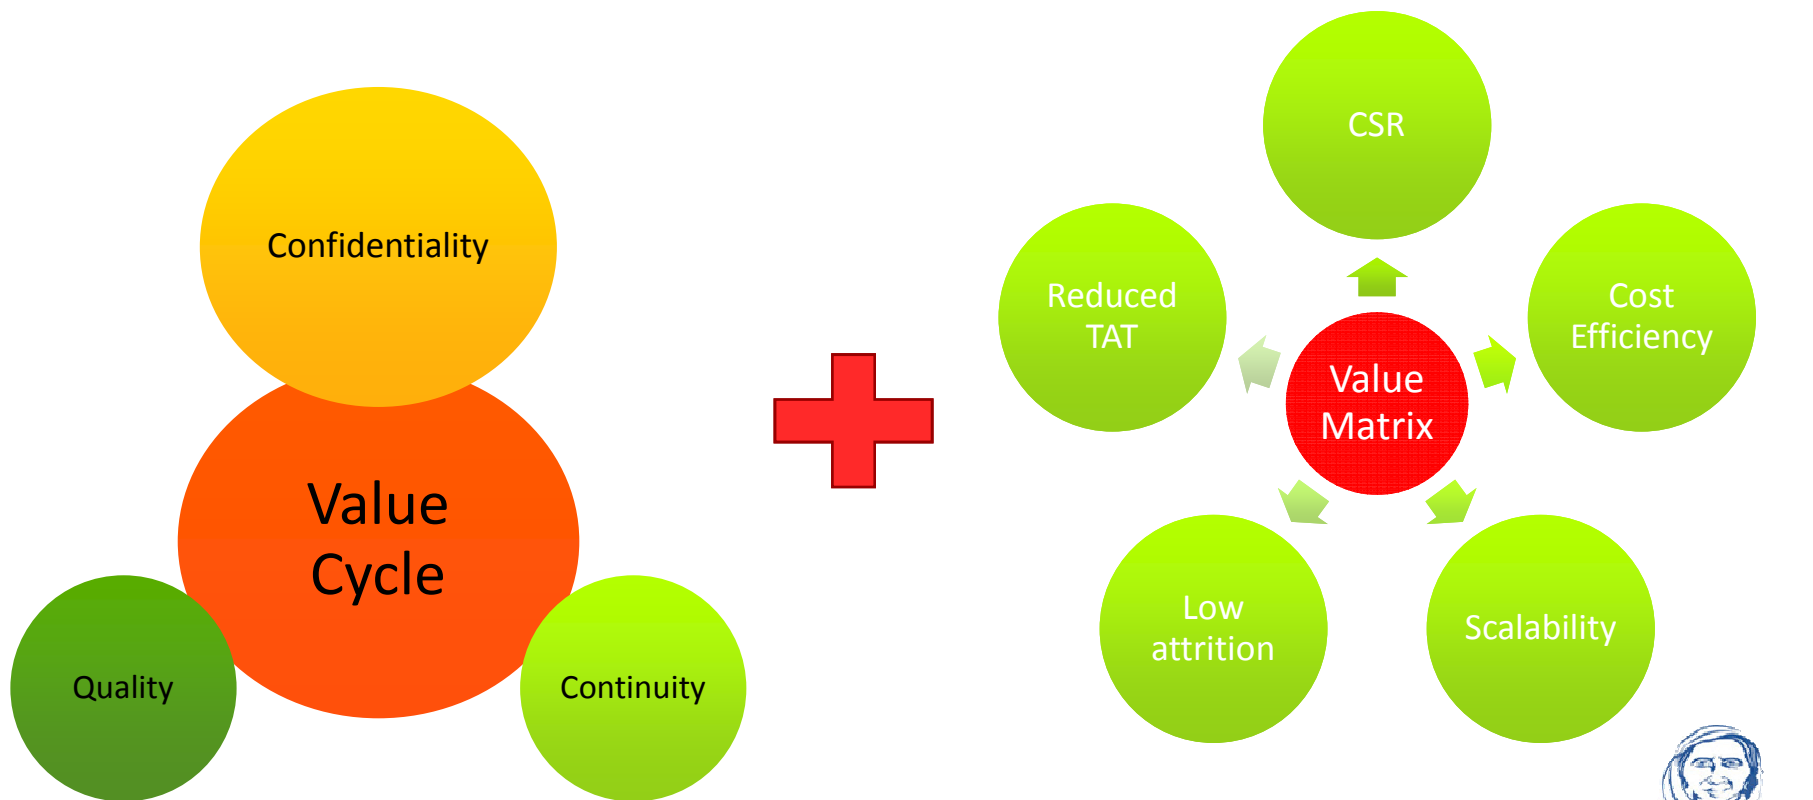 Confidentiality
Value
Cycle
Quality
Continuity
CSR
Reduced
TAT
Cost
Efficiency
Value
Matrix
Low
attrition
Scalability